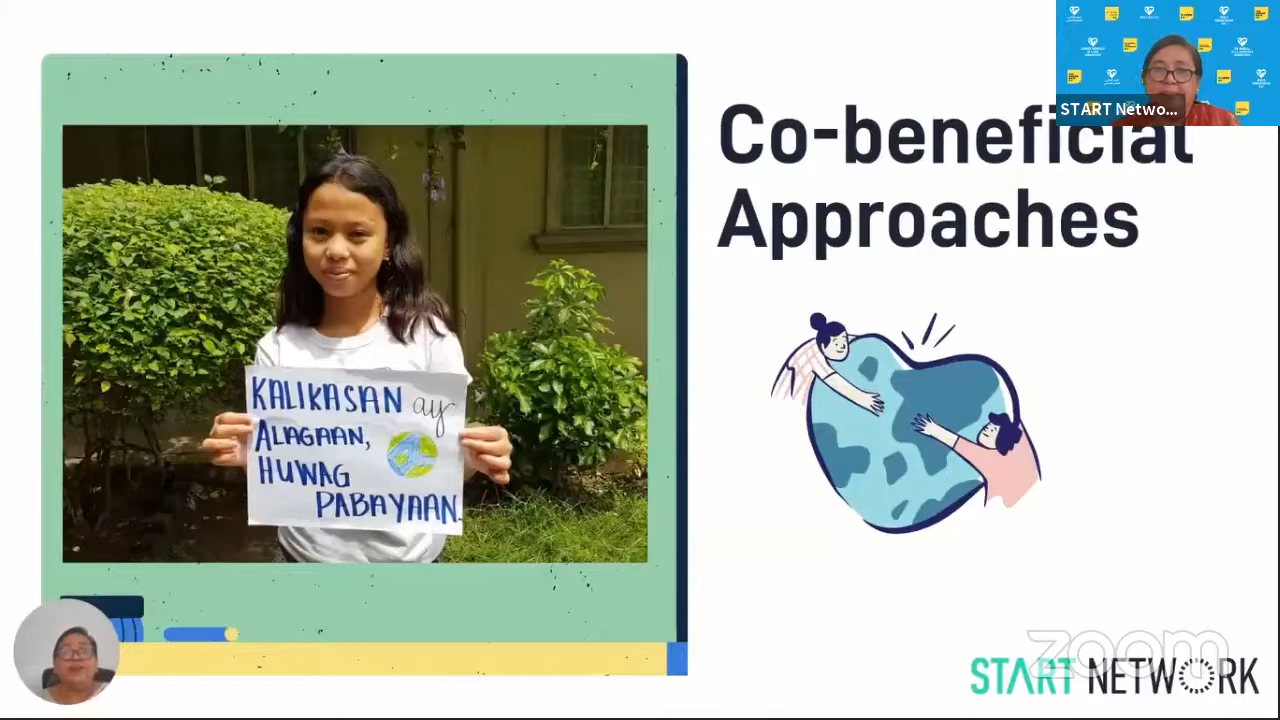 START Netwo...
Co-beneficial
Approaches
KALIKASAN ay
ALAGAAN,
HUWAG
PABAYAAN.
zoom
START NETWORK